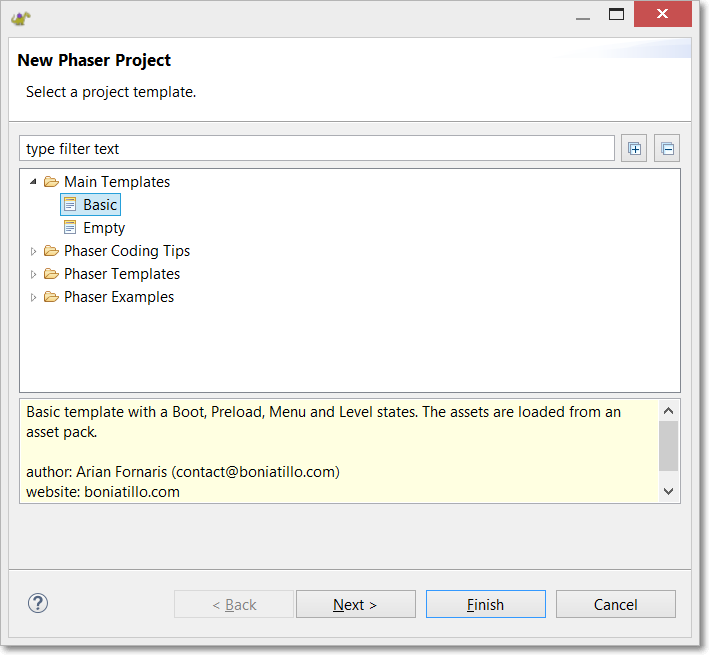 New Phaser Project
Select a project template.
type filter text
Main Templates
Basic
Empty
Phaser Coding Tips
Phaser Templates
Phaser Examples
Basic template with a Boot, Preload, Menu and Level states. The assets are loaded from an
asset pack.
author: Arian Fornaris (contact@boniatillo.com)
website: boniatillo.com
< Back
Next >
Finish
Cancel